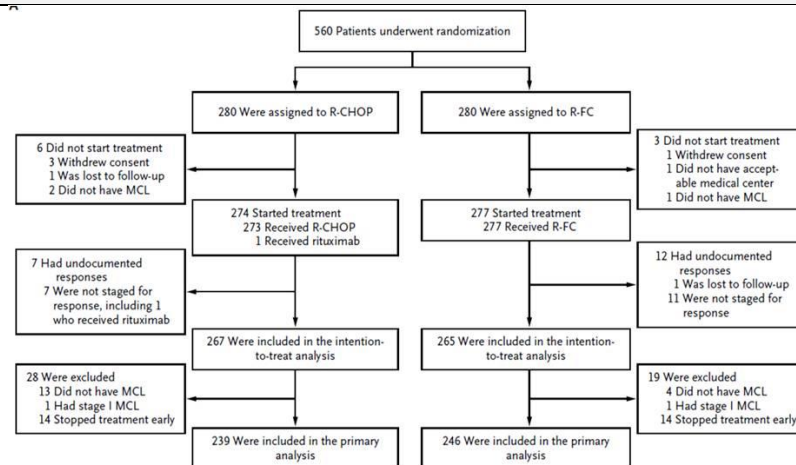 560 Patients underwent randomization
280 Were assigned to R-CHOP
280 Were assigned to R-FC
6 Did not start treatment
3 Withdrew consent
1 Was lost to follow-up
2 Did not have MCL
3 Did not start treatment
1 Withdrew consent
1 Did not have accept-
able medical center
1 Did not have MCL
274 Started treatment
273 Received R-CHOP
1 Received rituximab
277 Started treatment
277 Received R-FC
7 Had undocumented
responses
7 Were not staged for
response, including 1
who received rituximab
12 Had undocumented
responses
1 Was lost to follow-up
11 Were not staged for
response
267 Were included in the intention-
to-treat analysis
265 Were included in the intention-
to-treat analysis
28 Were excluded
13 Did not have MCL
1 Had stage I MCL
14 Stopped treatment early
19 Were excluded
4 Did not have MCL
1 Had stage I MCL
14 Stopped treatment early
239 Were included in the primary
analysis
246 Were included in the primary
analysis